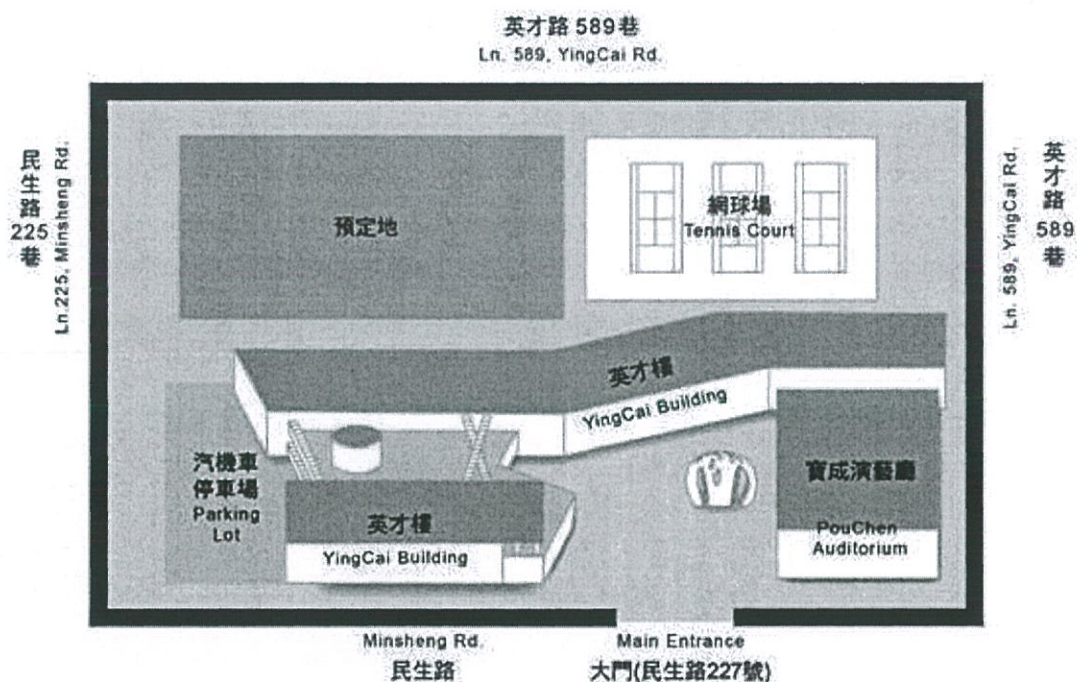 英才路 589巷
Ln. 589, YingCai Rd.
民生路225巷
Ln.225, Minsheng Rd.
英才路589巷
Ln. 589, YingCai Rd.
預定地
網球場
Tennis Court
英才樓
YingCai Building
汽機車
停車場
Parking
Lot
英才樓
YingCai Building
寶成演藝廳
PouChen
Auditorium
Minsheng Rd.
民生路
Main Entrance
大門(民生路227號)